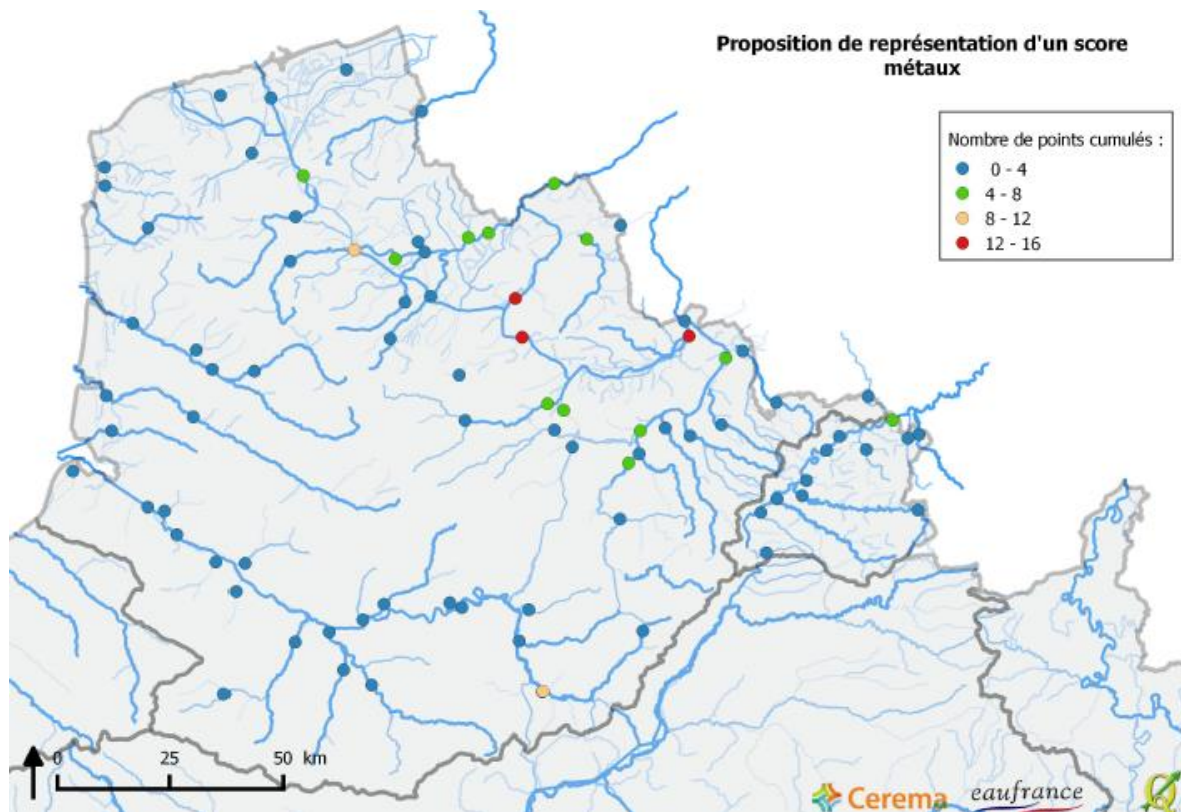 Proposition de représentation d'un score
métaux
Nombre de points cumulés :
0 - 4
4 - 8
8 - 12
12 - 16
0 25 50 km
Cerema eaufrance